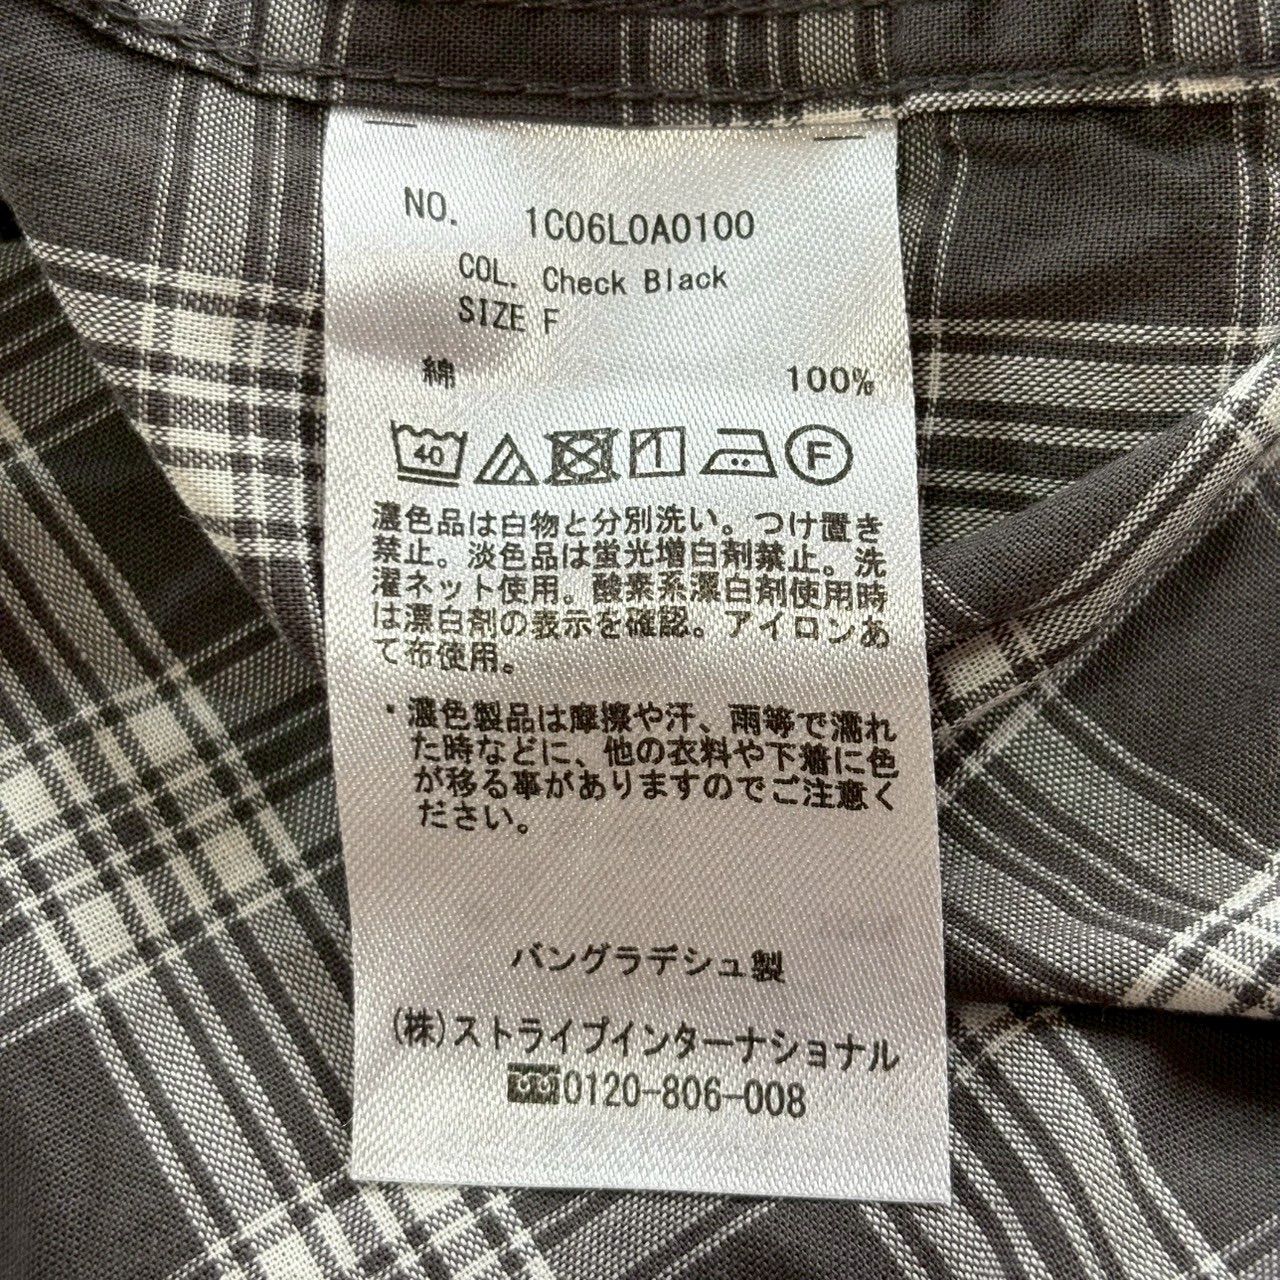 NO. 1C06L0A0100
COL. Check Black
SIZE F
綿 100%
40 F
濃色品は白物と分別洗い。つけ置き
禁止。淡色品は蛍光増白剤禁止。洗
濯ネット使用。酸素系漂白剤使用時
は漂白剤の表示を確認。アイロンあ
て布使用。
・濃色製品は摩擦や汗、雨等で濡れ
た時などに、他の衣料や下着に色
が移る事がありますのでご注意く
ださい。
バングラデシュ製
(株)ストライプインターナショナル
0120-806-008